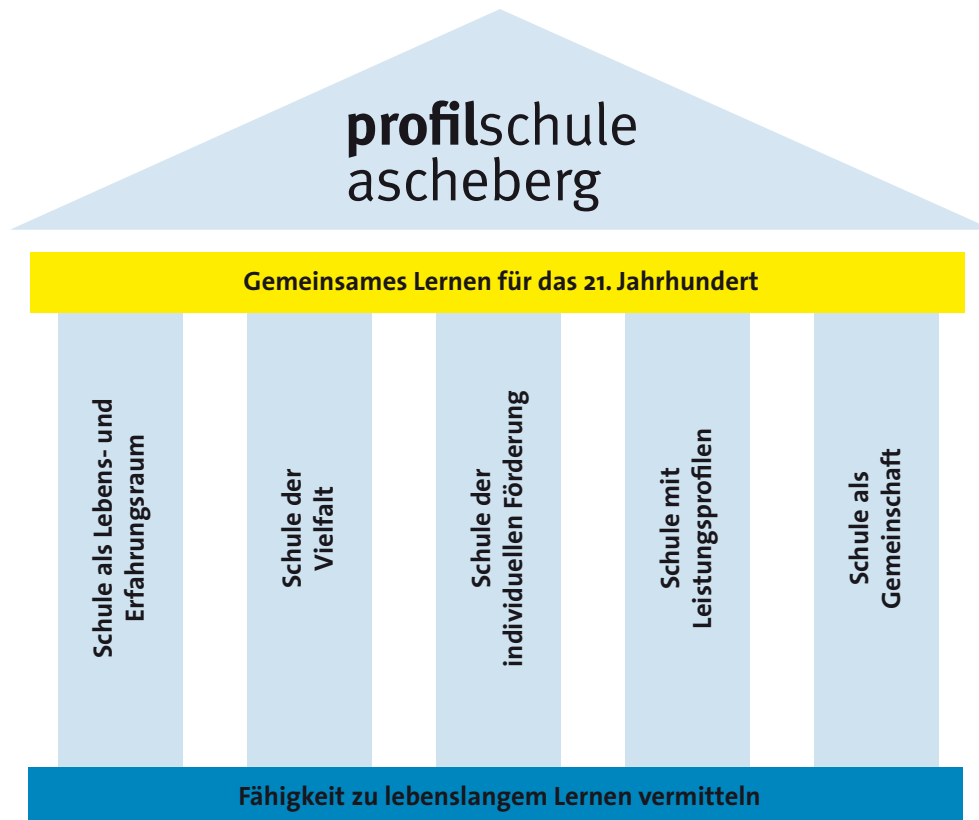 profilschule
ascheberg
Gemeinsames Lernen für das 21. Jahrhundert
Schule als Lebens- und
Erfahrungsraum
Schule der
Vielfalt
Schule der
individuellen Förderung
Schule mit
Leistungsprofilen
Schule als
Gemeinschaft
Fähigkeit zu lebenslangem Lernen vermitteln